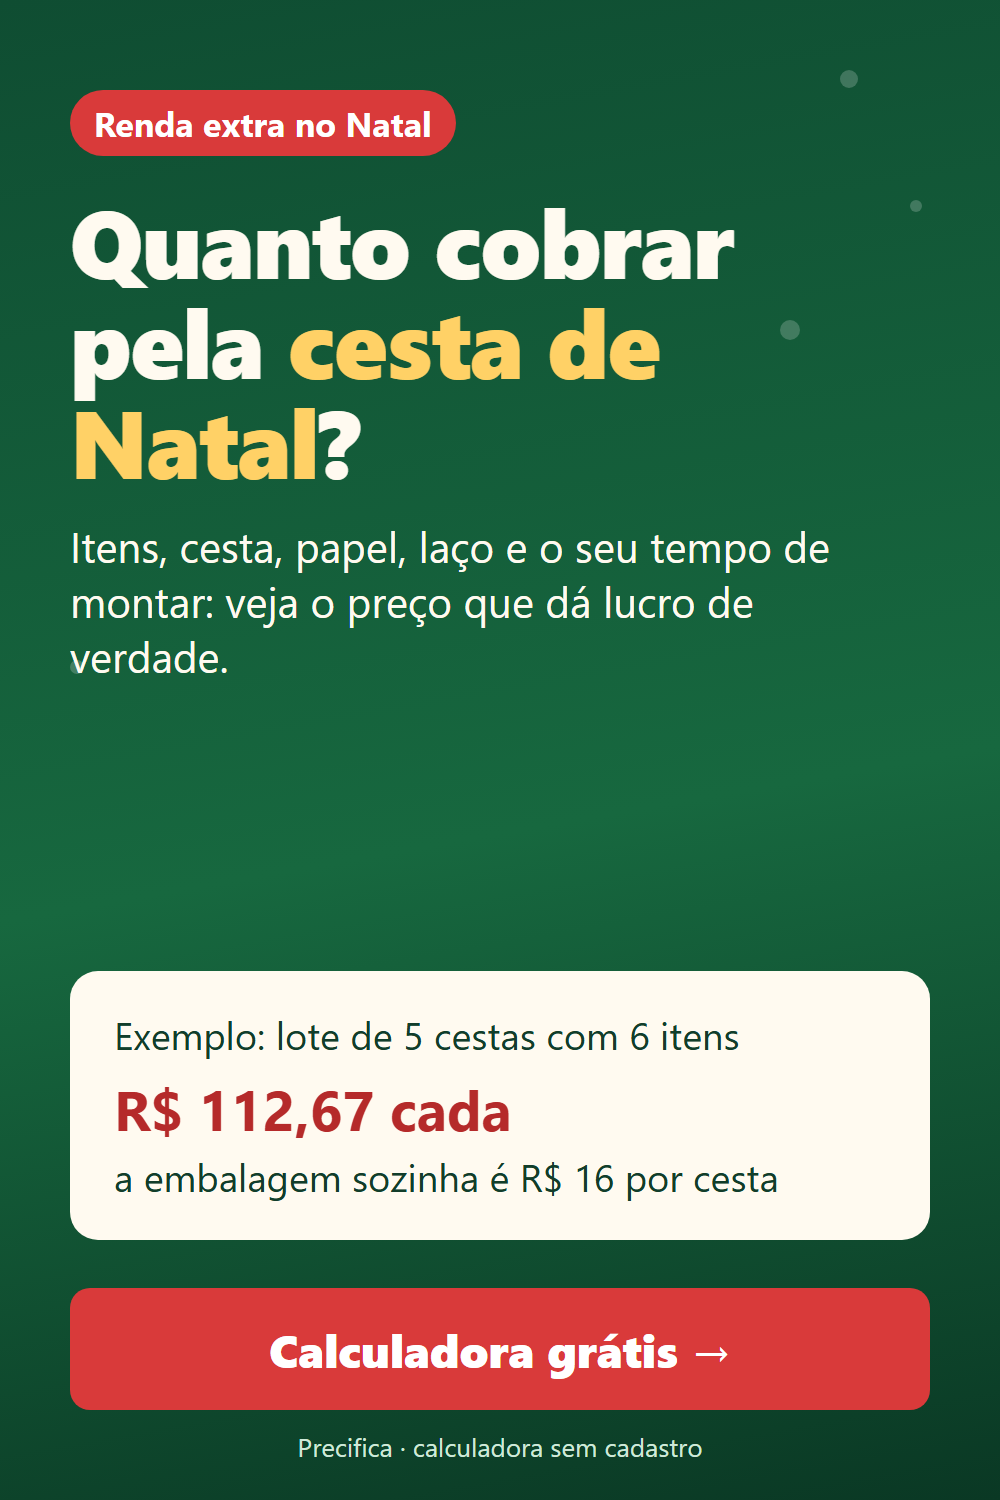 Renda extra no Natal
Quanto cobrar
pela cesta de
Natal?
Itens, cesta, papel, laço e o seu tempo de
montar: veja o preço que dá lucro de
verdade.
Exemplo: lote de 5 cestas com 6 itens
R$ 112,67 cada
a embalagem sozinha é R$ 16 por cesta
Calculadora grátis →
Precifica · calculadora sem cadastro